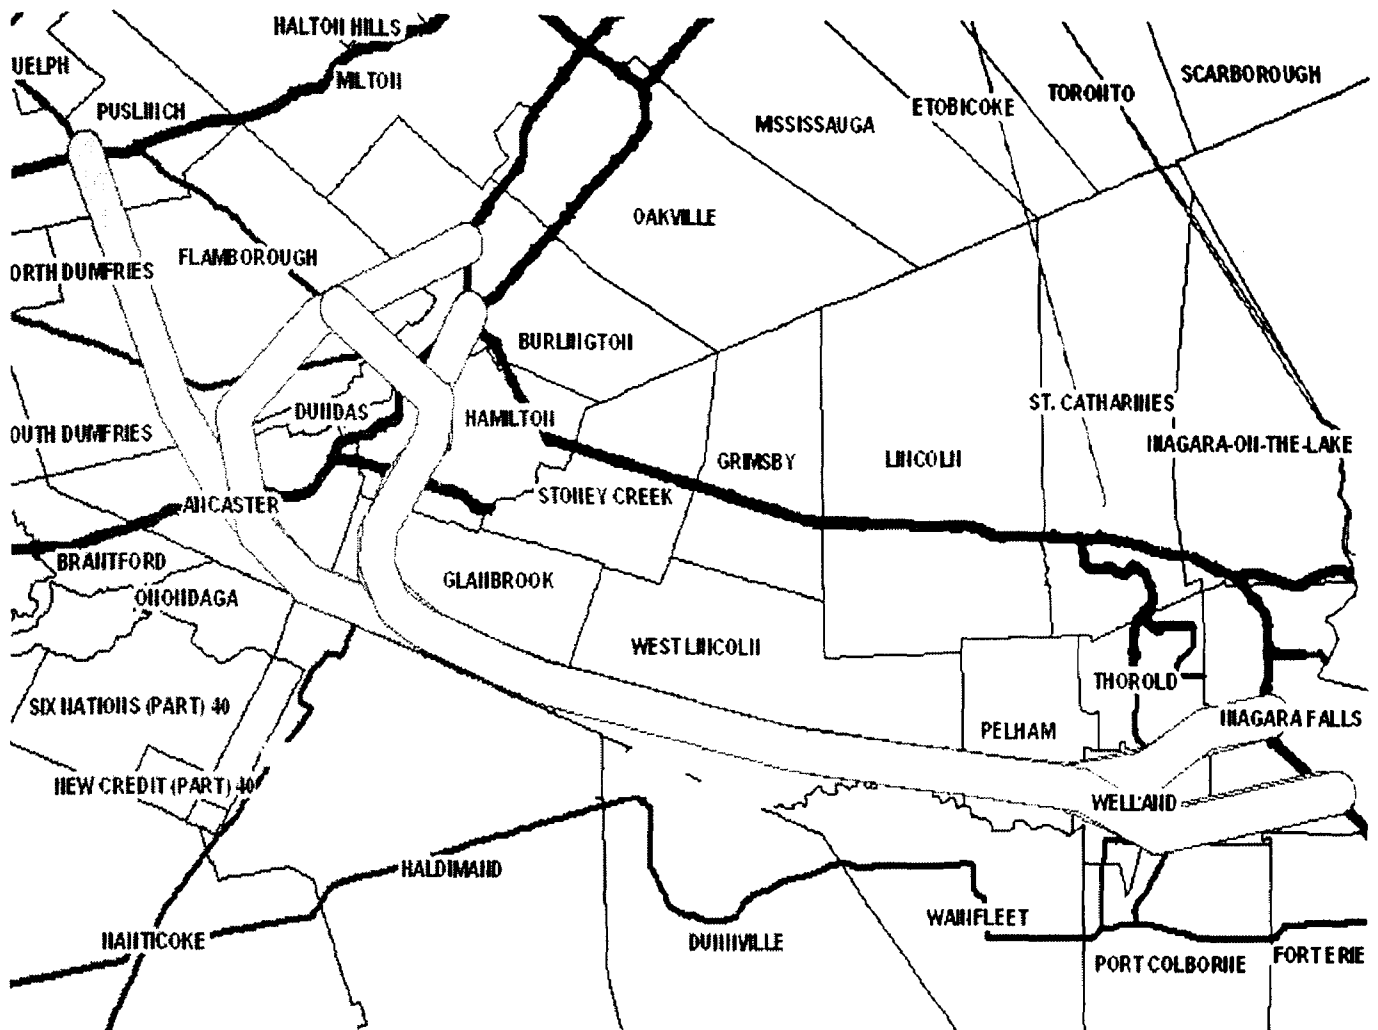 HALTON HILLS
UELPH
MILTON
SCARBOROUGH
PUSLINCH
TORONTO
ETOBICOKE
MSSISSAUGA
OAKVILLE
FLAMBOROUGH
ORTH DUMFRIES
BURLINGTON
DUNDAS
HAMILTON
ST. CATHARINES
OUTH DUMFRIES
NIAGARA-ON-THE-LAKE
GRIMSBY
LINCOLN
ANCASTER
STONEY CREEK
BRANTFORD
GLANBROOK
ONONDAGA
WEST LINCOLN
THOROLD
SIX NATIONS (PART) 40
NIAGARA FALLS
PELHAM
NEW CREDIT (PART) 40
WELLAND
HALDIMAND
WAINFLEET
NANTICOKE
DUNNVILLE
FORT ERIE
PORT COLBORNE